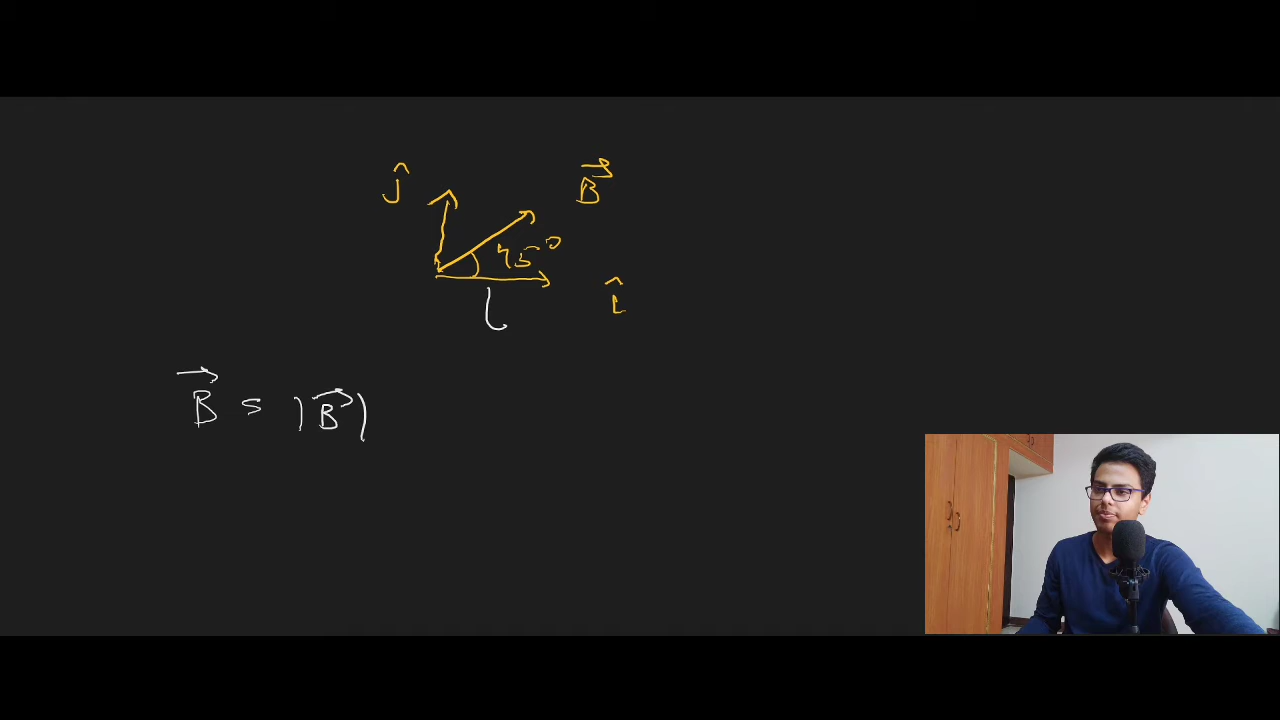 ĵ
B⃗
45°
î
l
B⃗ = |B⃗|